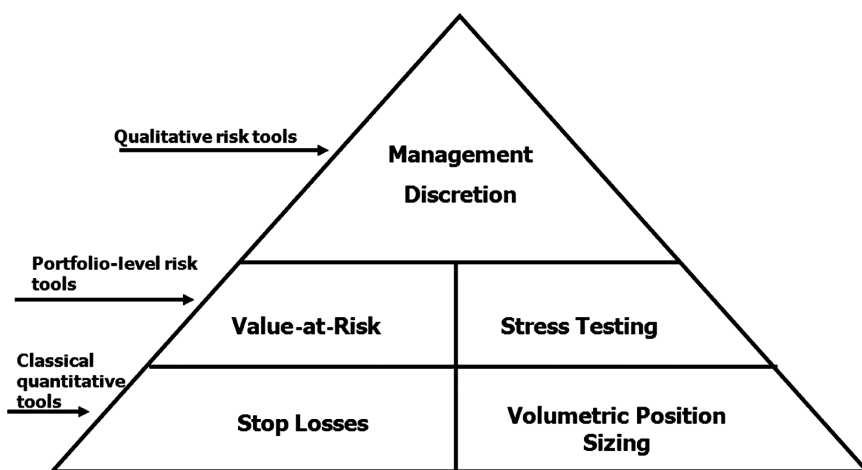 Qualitative risk tools
Management
Discretion
Portfolio-level risk
tools
Value-at-Risk
Stress Testing
Classical
quantitative
tools
Stop Losses
Volumetric Position
Sizing